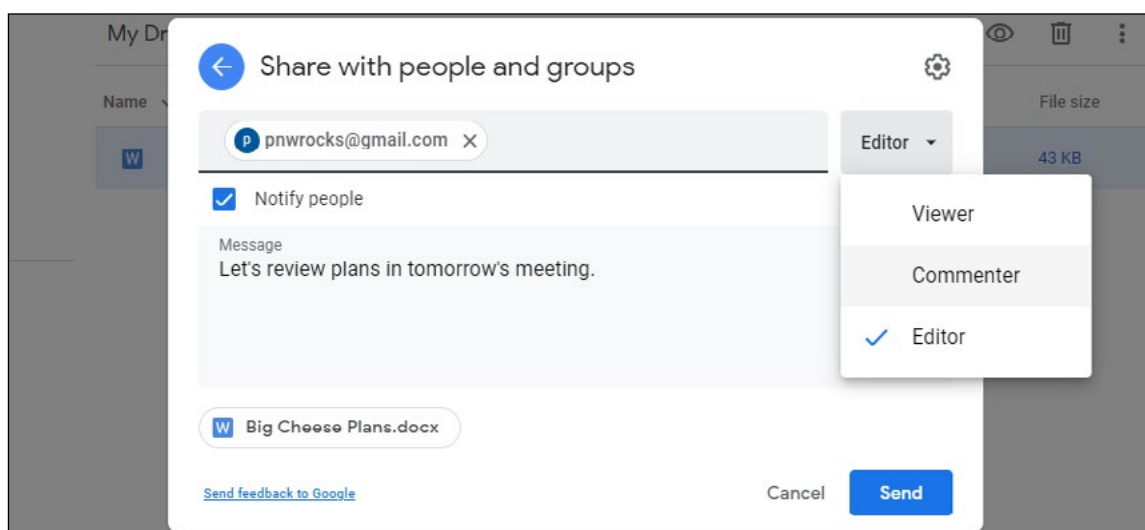 My Dr
Share with people and groups
Name
File size
p pnwrocks@gmail.com
Editor
W
43 KB
Notify people
Viewer
Message
Let's review plans in tomorrow's meeting.
Commenter
Editor
W Big Cheese Plans.docx
Send feedback to Google
Cancel
Send